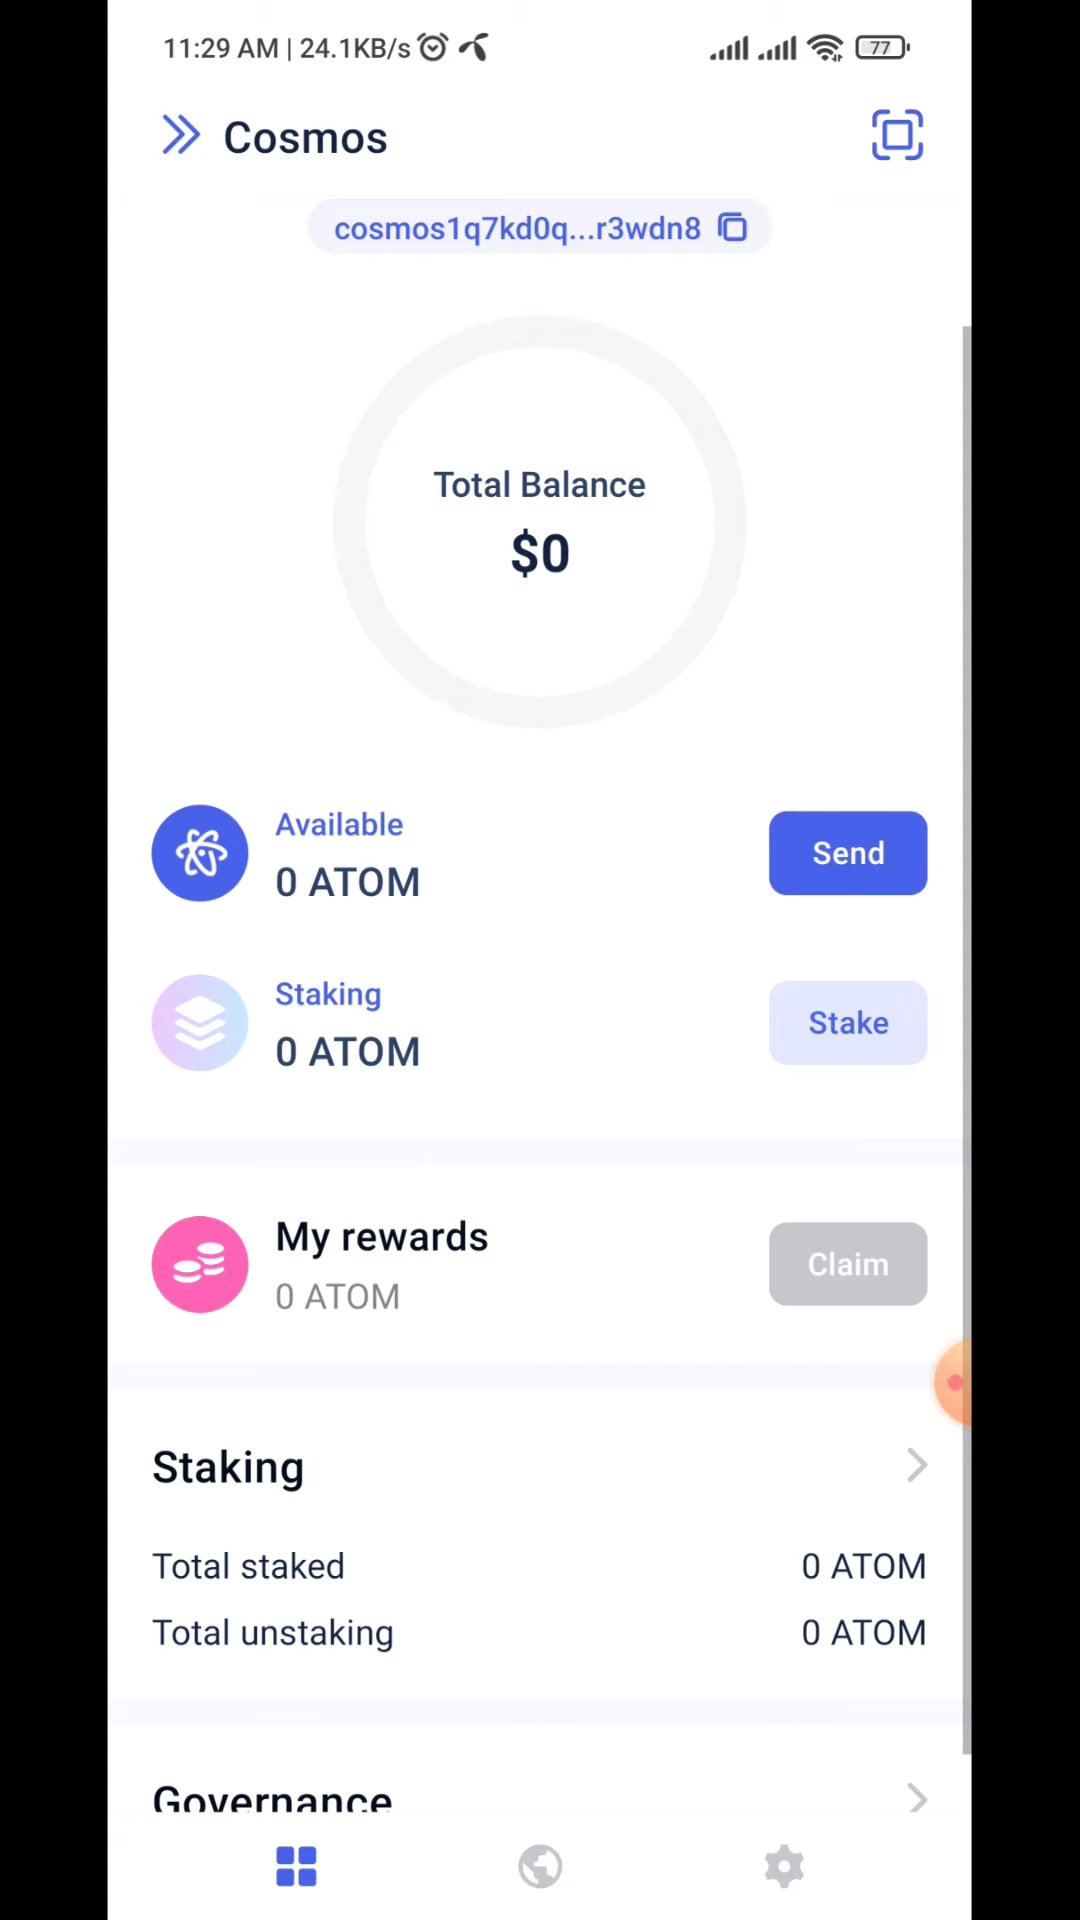 11:29 AM | 24.1KB/s 77
Cosmos
cosmos1q7kd0q...r3wdn8
Total Balance
$0
Available
0 ATOM
Send
Staking
0 ATOM
Stake
My rewards
0 ATOM
Claim
Staking
Total staked 0 ATOM
Total unstaking 0 ATOM
Governance